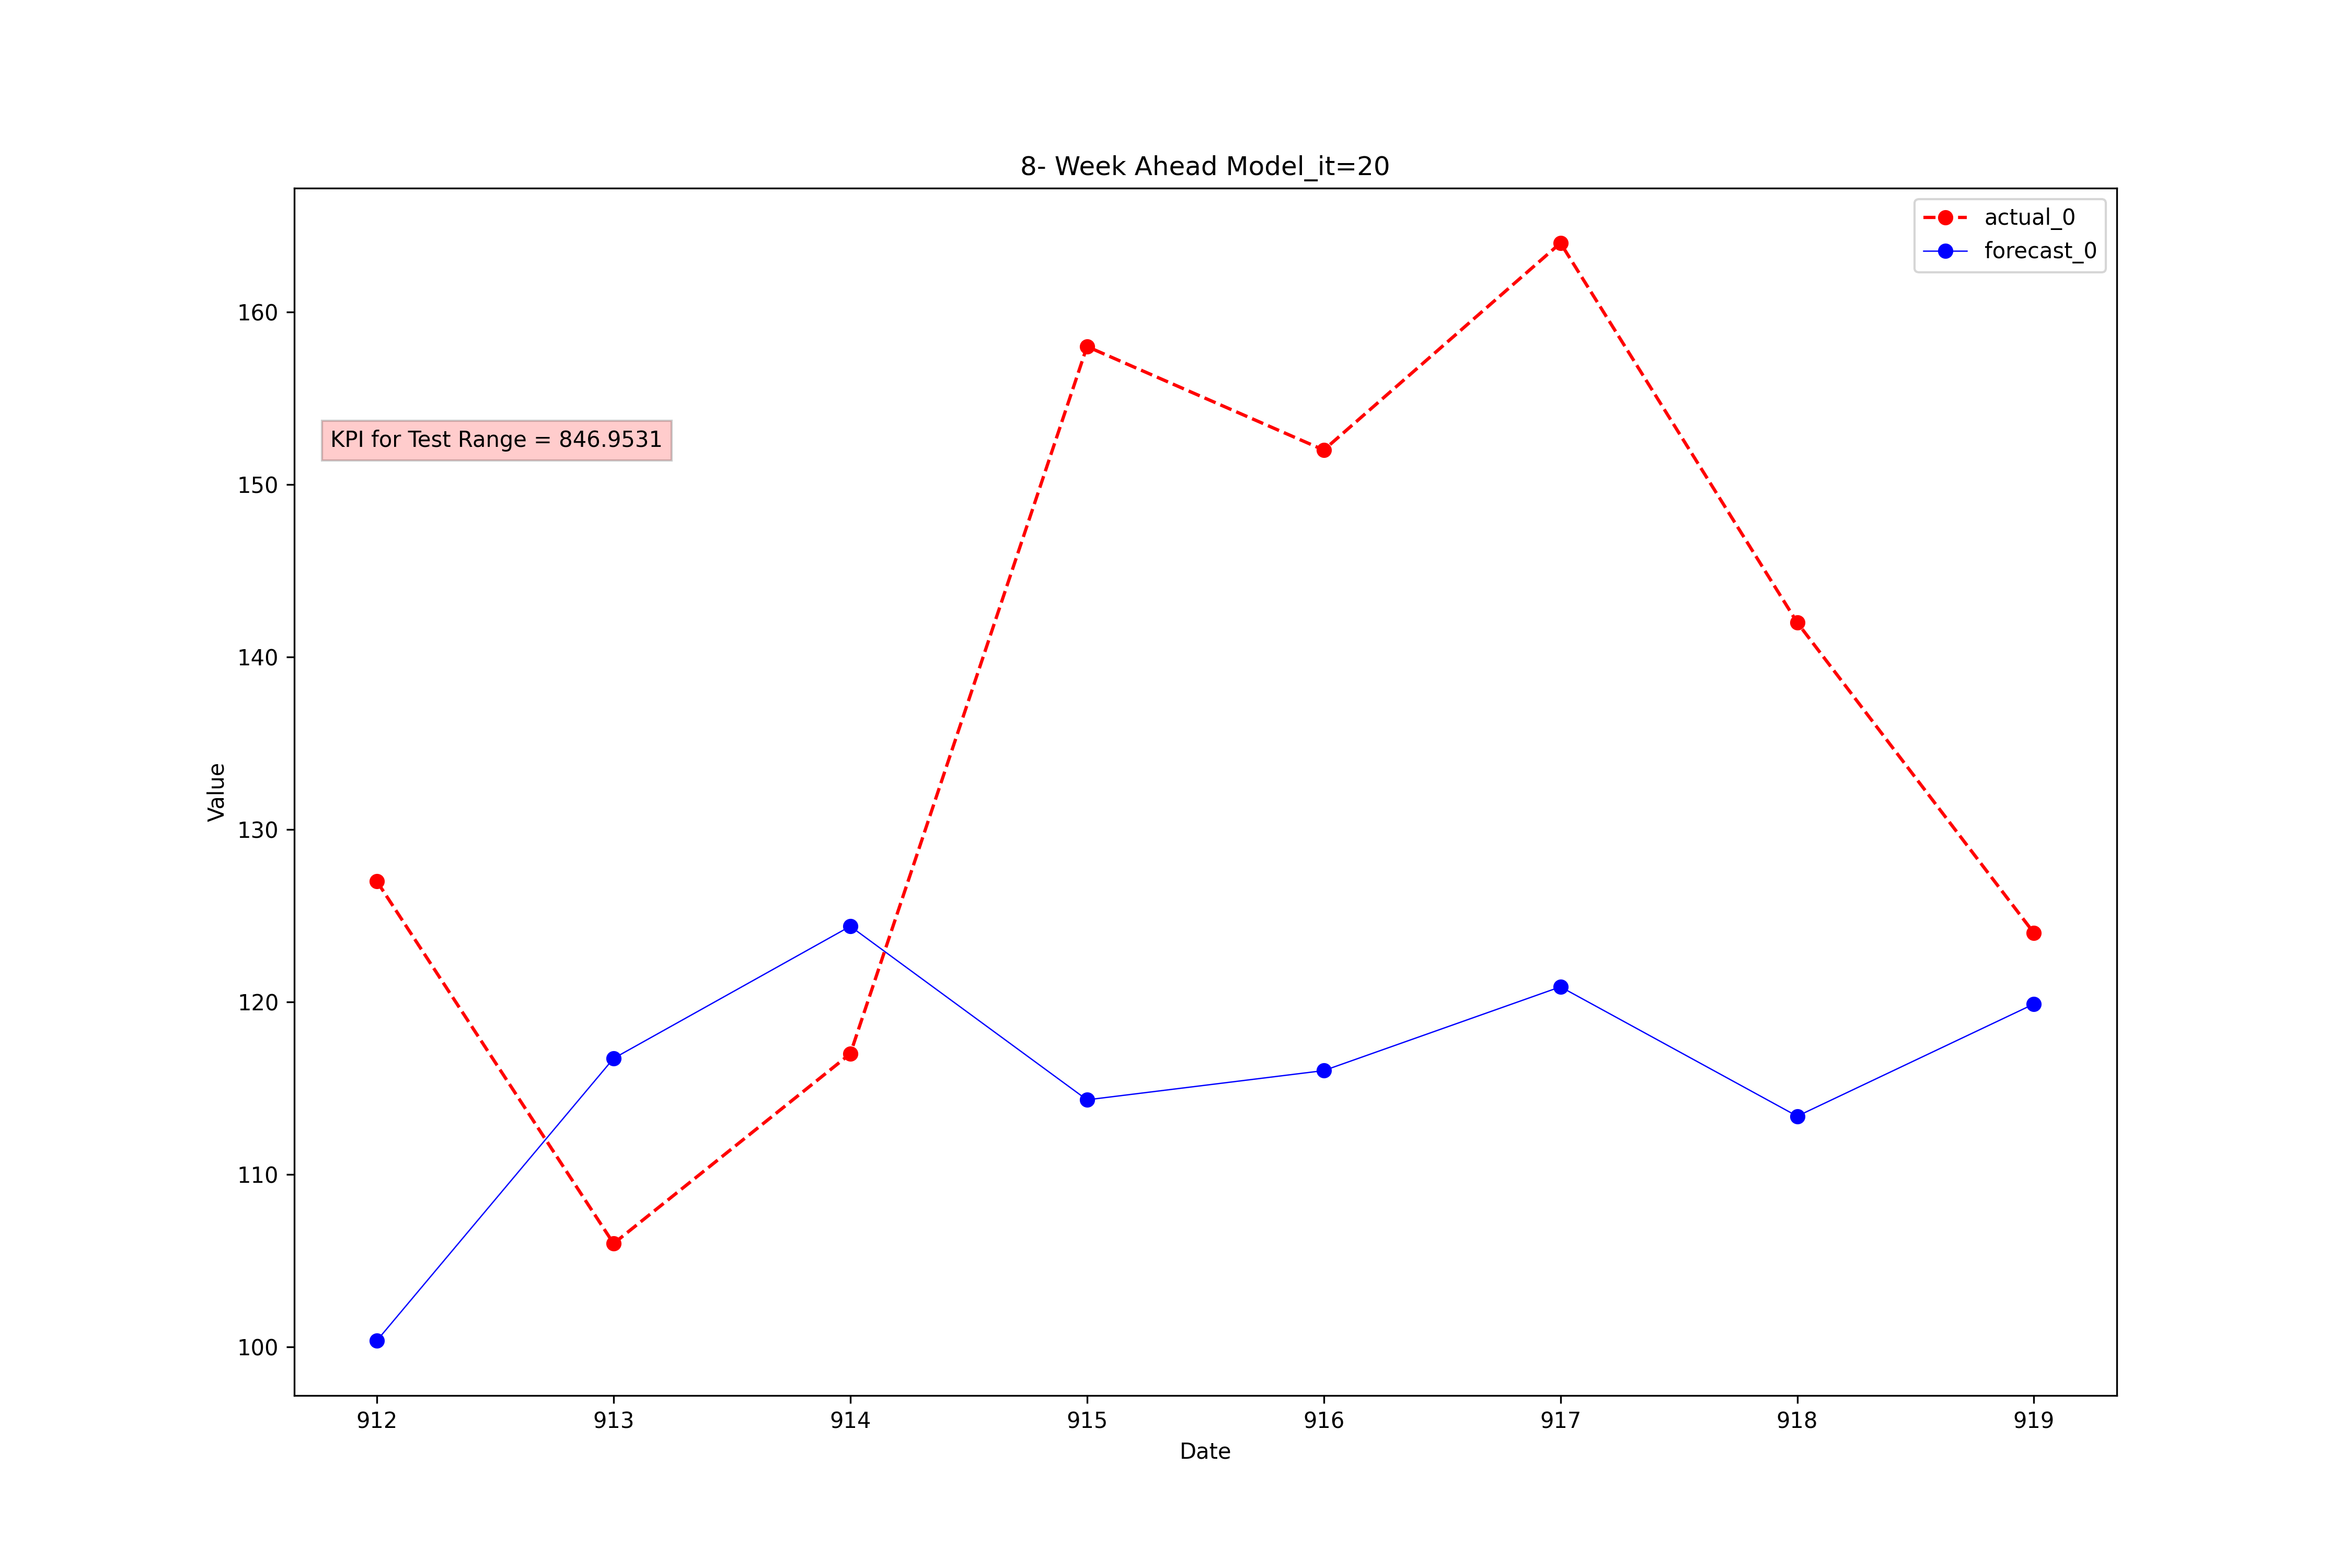 8- Week Ahead Model_it=20
actual_0
forecast_0
KPI for Test Range = 846.9531
160
150
140
130
120
110
100
Value
912 913 914 915 916 917 918 919
Date